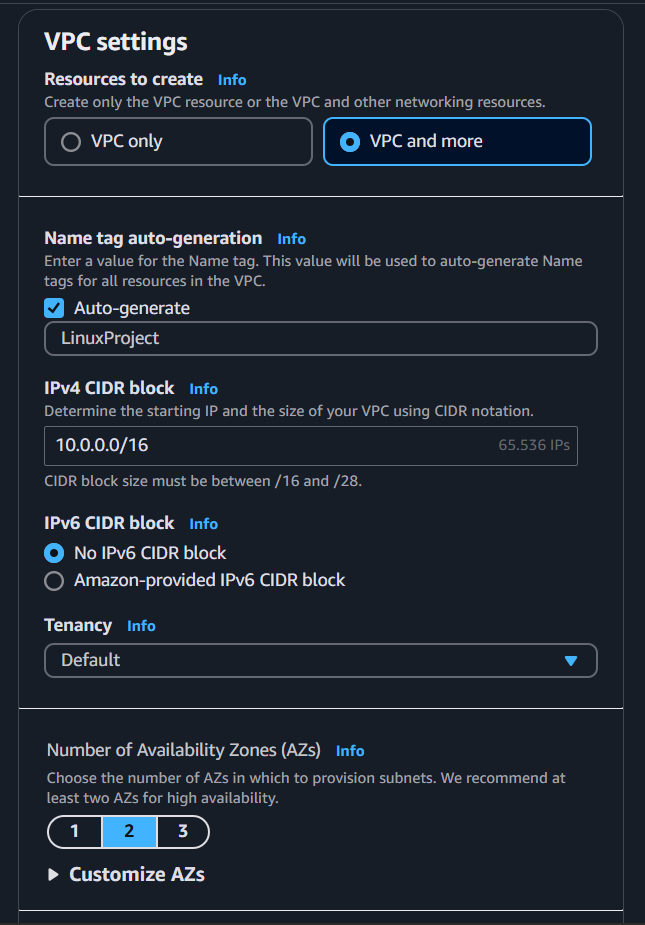 VPC settings
Resources to create Info
Create only the VPC resource or the VPC and other networking resources.
VPC only
VPC and more
Name tag auto-generation Info
Enter a value for the Name tag. This value will be used to auto-generate Name
tags for all resources in the VPC.
Auto-generate
LinuxProject
IPv4 CIDR block Info
Determine the starting IP and the size of your VPC using CIDR notation.
10.0.0.0/16 65.536 IPs
CIDR block size must be between /16 and /28.
IPv6 CIDR block Info
No IPv6 CIDR block
Amazon-provided IPv6 CIDR block
Tenancy Info
Default
Number of Availability Zones (AZs) Info
Choose the number of AZs in which to provision subnets. We recommend at
least two AZs for high availability.
1 2 3
Customize AZs